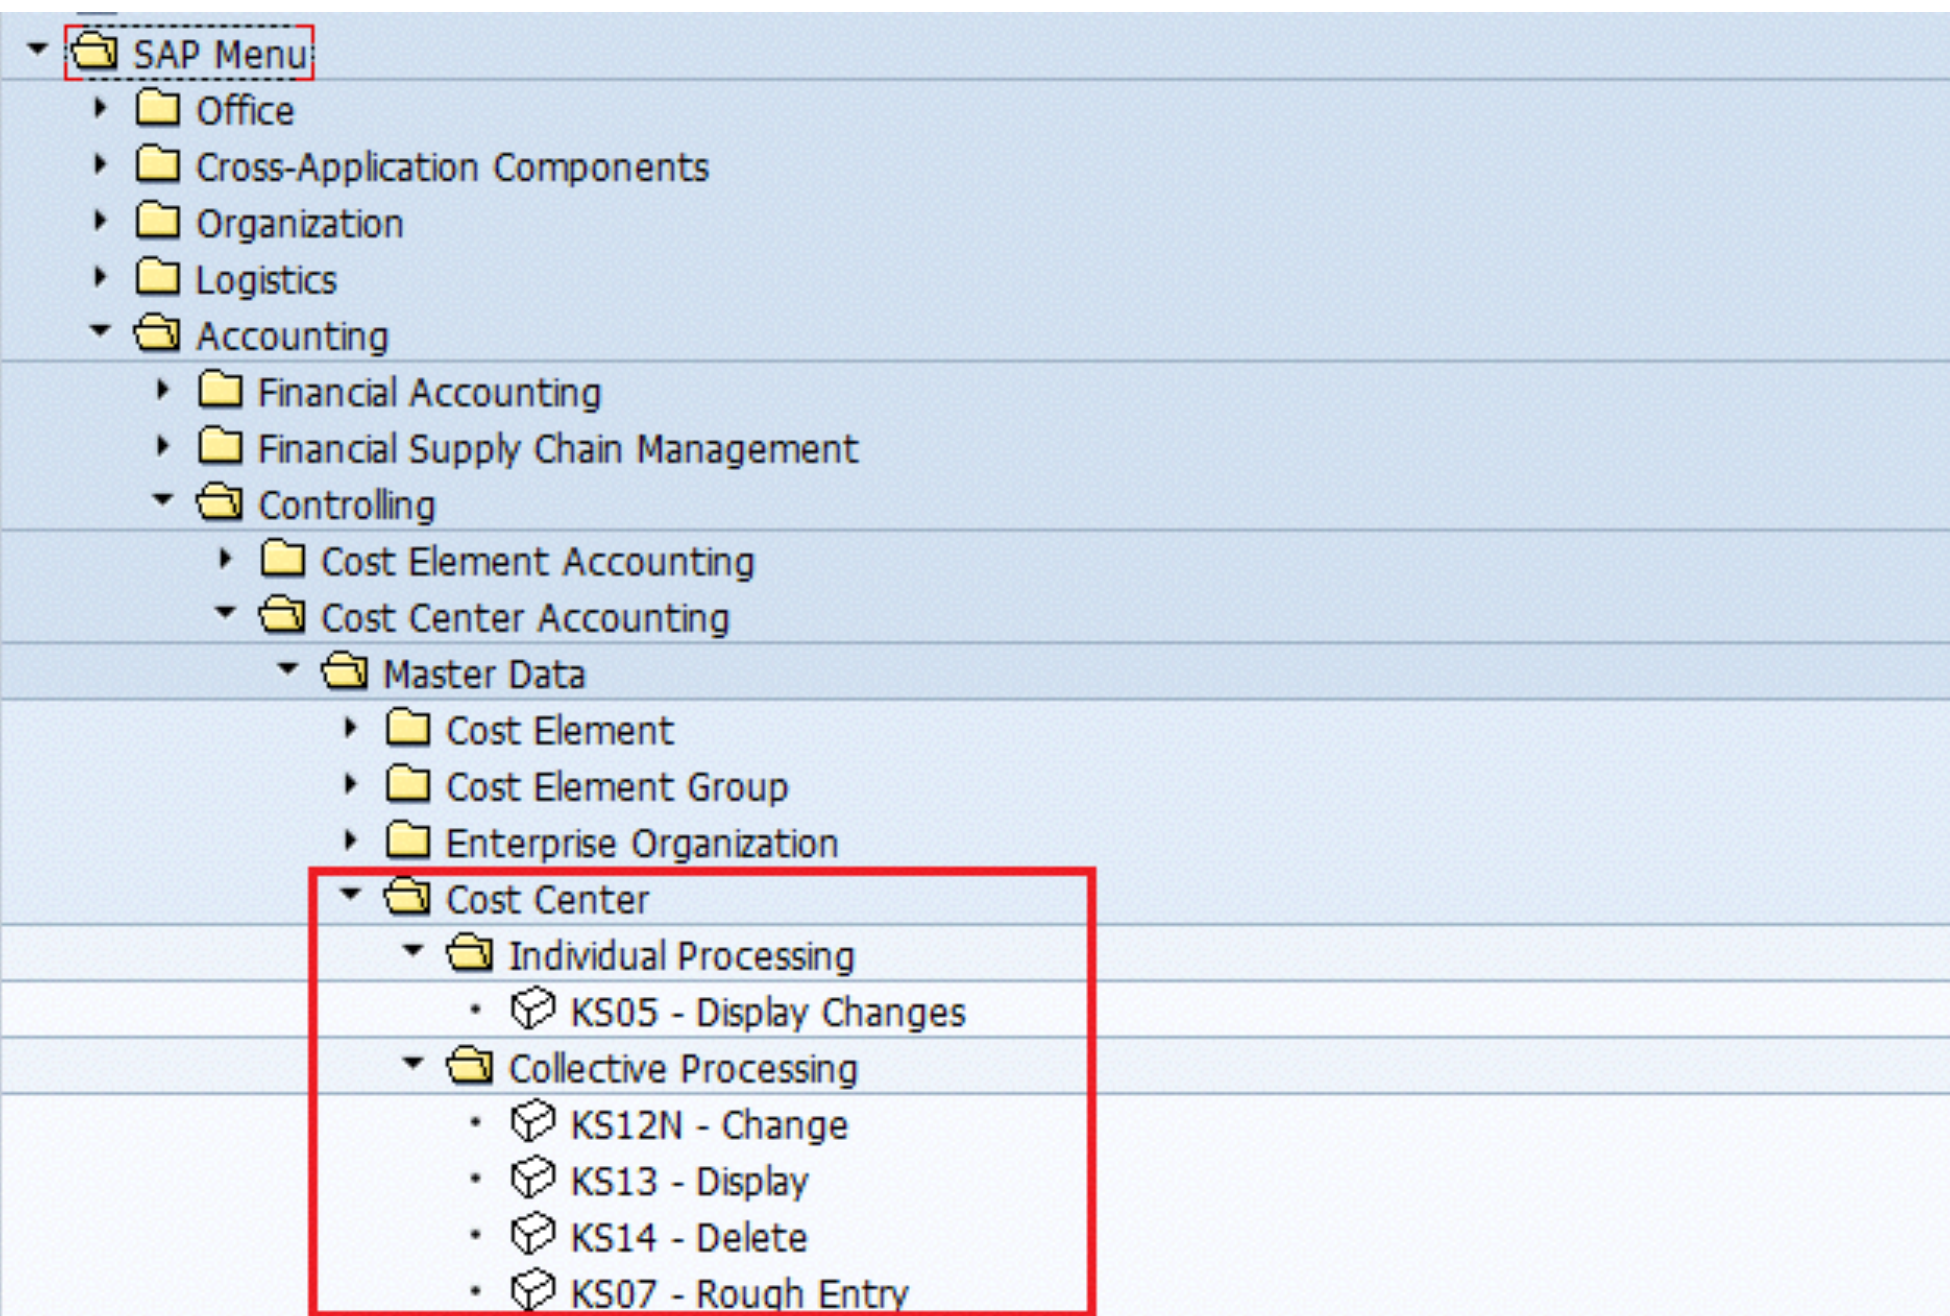 SAP Menu
Office
Cross-Application Components
Organization
Logistics
Accounting
Financial Accounting
Financial Supply Chain Management
Controlling
Cost Element Accounting
Cost Center Accounting
Master Data
Cost Element
Cost Element Group
Enterprise Organization
Cost Center
Individual Processing
KS05 - Display Changes
Collective Processing
KS12N - Change
KS13 - Display
KS14 - Delete
KS07 - Rough Entry